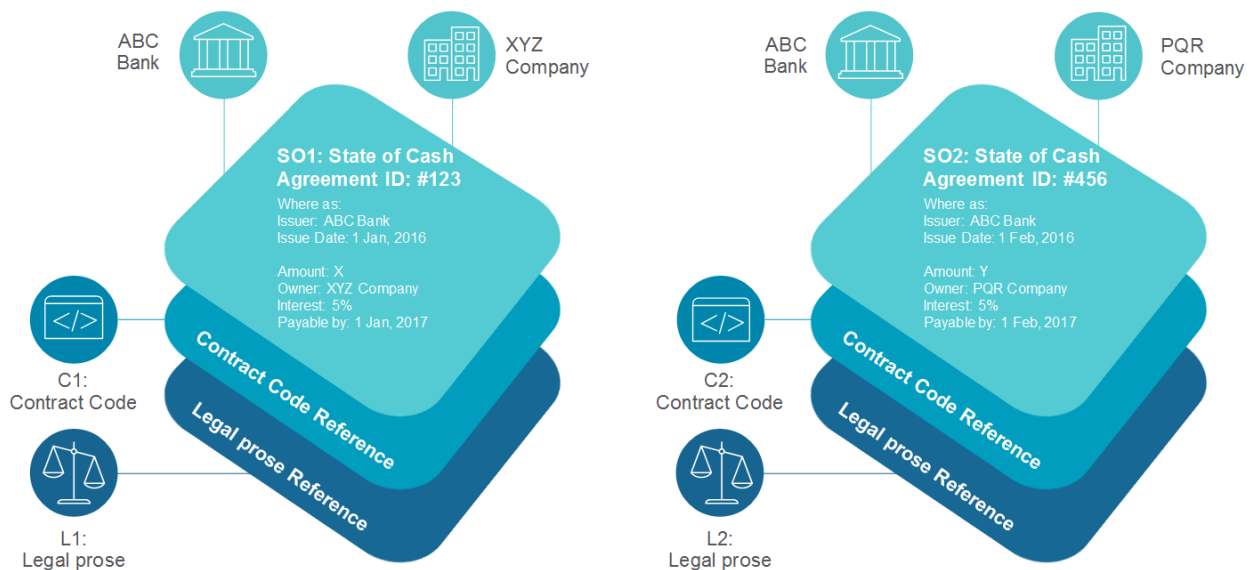 ABC
Bank
XYZ
Company
SO1: State of Cash
Agreement ID: #123
Where as:
Issuer: ABC Bank
Issue Date: 1 Jan, 2016
Amount: X
Owner: XYZ Company
Interest: 5%
Payable by: 1 Jan, 2017
Contract Code Reference
Legal prose Reference
</>
C1:
Contract Code
L1:
Legal prose
ABC
Bank
PQR
Company
SO2: State of Cash
Agreement ID: #456
Where as:
Issuer: ABC Bank
Issue Date: 1 Feb, 2016
Amount: Y
Owner: PQR Company
Interest: 5%
Payable by: 1 Feb, 2017
Contract Code Reference
Legal prose Reference
</>
C2:
Contract Code
L2:
Legal prose